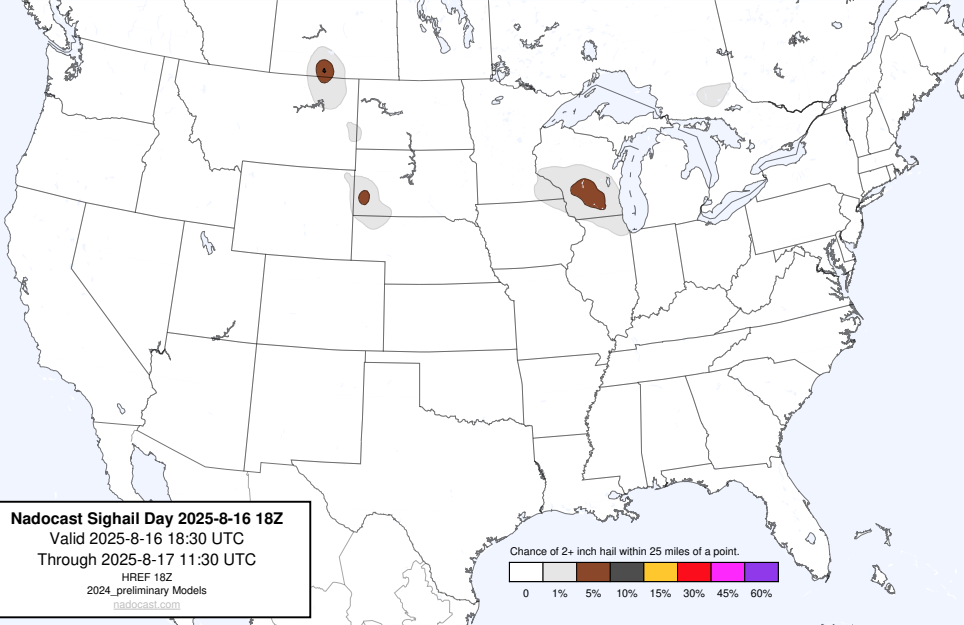 Nadocast Sighail Day 2025-8-16 18Z
Valid 2025-8-16 18:30 UTC
Through 2025-8-17 11:30 UTC
HREF 18Z
2024_preliminary Models
nadocast.com
Chance of 2+ inch hail within 25 miles of a point.
0 1% 5% 10% 15% 30% 45% 60%